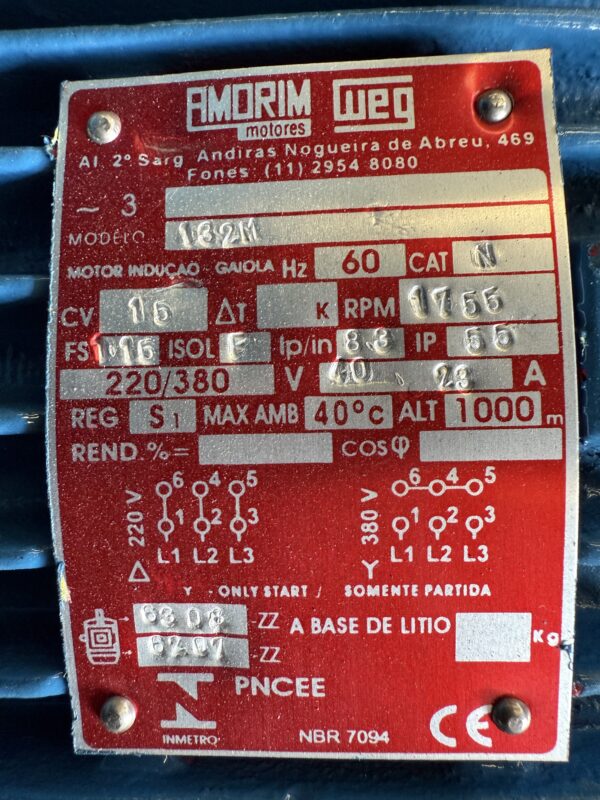 AMORIM weg
motores
Al. 2º Sarg Andiras Nogueira de Abreu, 469
Fones: (11) 2954 8080
~ 3
MODELO 132M
MOTOR INDUÇAO GAIOLA Hz 60 CAT N
CV 15 ΔT K RPM 1755
FS 1.15 ISOL F Ip/in 8.3 IP 55
220/380 V 40 . 23 A
REG S1 MAX AMB 40ºc ALT 1000 m
REND.%= COSφ
6 4 5 6 4 5
220 V 380 V
1 2 3 1 2 3
L1 L2 L3 L1 L2 L3
Δ Y
Y - ONLY START / SOMENTE PARTIDA
6308 -ZZ A BASE DE LITIO Kg
6207 -ZZ
PNCEE
INMETRO NBR 7094 CE